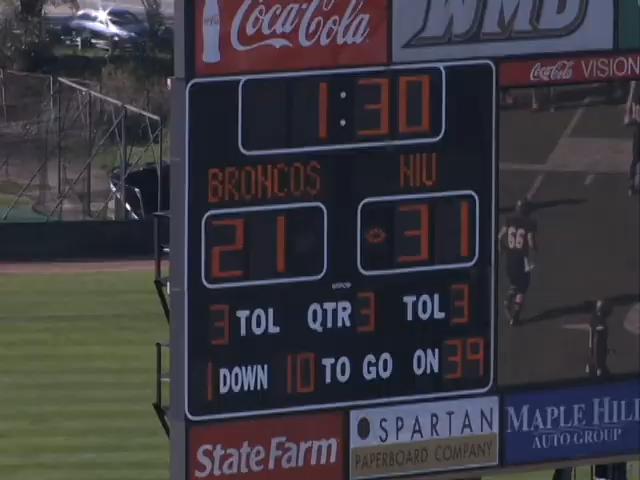 Coca-Cola
WMD
Coca-Cola VISION
1:30
BRONCOS NIU
21 31
66
3 TOL QTR 3 TOL 3
1 DOWN 10 TO GO ON 39
State Farm
SPARTAN
PAPERBOARD COMPANY
MAPLE HILL
AUTO GROUP